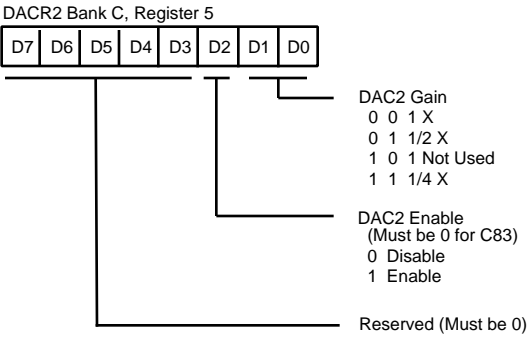 DACR2 Bank C, Register 5
D7 D6 D5 D4 D3 D2 D1 D0
DAC2 Gain
0 0 1 X
0 1 1/2 X
1 0 1 Not Used
1 1 1/4 X
DAC2 Enable
(Must be 0 for C83)
0 Disable
1 Enable
Reserved (Must be 0)